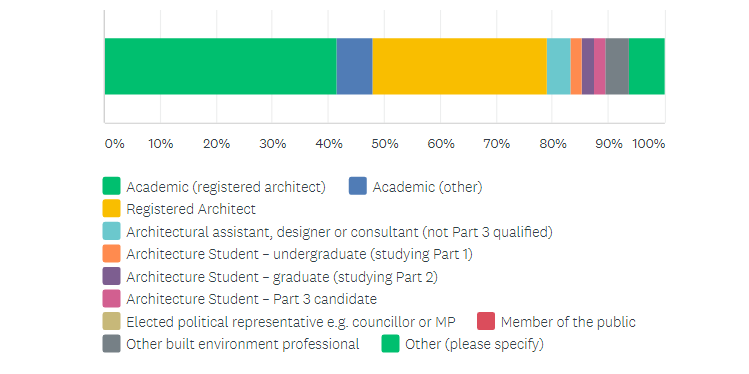 0% 10% 20% 30% 40% 50% 60% 70% 80% 90% 100%
Academic (registered architect) Academic (other)
Registered Architect
Architectural assistant, designer or consultant (not Part 3 qualified)
Architecture Student – undergraduate (studying Part 1)
Architecture Student – graduate (studying Part 2)
Architecture Student – Part 3 candidate
Elected political representative e.g. councillor or MP Member of the public
Other built environment professional Other (please specify)